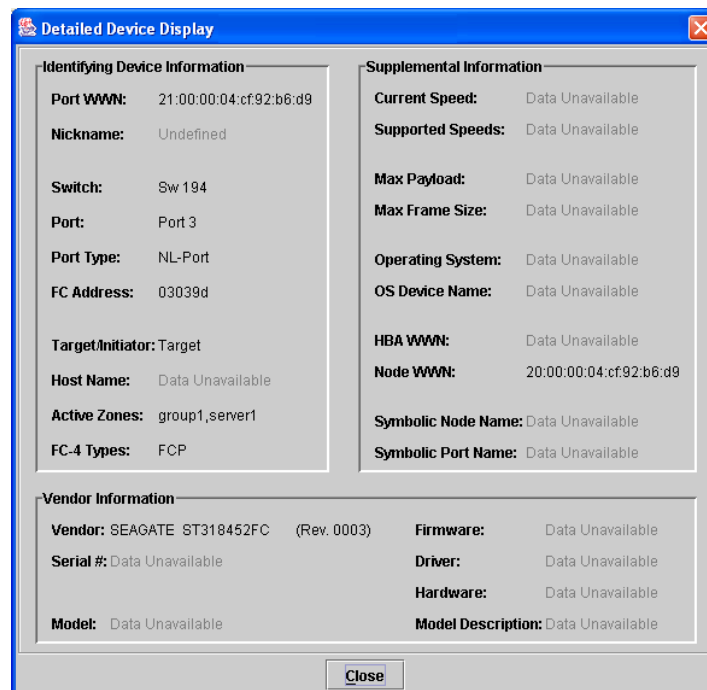 Detailed Device Display
Identifying Device Information
Port WWN: 21:00:00:04:cf:92:b6:d9
Nickname: Undefined
Switch: Sw 194
Port: Port 3
Port Type: NL-Port
FC Address: 03039d
Target/Initiator: Target
Host Name: Data Unavailable
Active Zones: group1,server1
FC-4 Types: FCP
Supplemental Information
Current Speed: Data Unavailable
Supported Speeds: Data Unavailable
Max Payload: Data Unavailable
Max Frame Size: Data Unavailable
Operating System: Data Unavailable
OS Device Name: Data Unavailable
HBA WWN: Data Unavailable
Node WWN: 20:00:00:04:cf:92:b6:d9
Symbolic Node Name: Data Unavailable
Symbolic Port Name: Data Unavailable
Vendor Information
Vendor: SEAGATE ST318452FC (Rev. 0003)
Serial #: Data Unavailable
Model: Data Unavailable
Firmware: Data Unavailable
Driver: Data Unavailable
Hardware: Data Unavailable
Model Description: Data Unavailable
Close